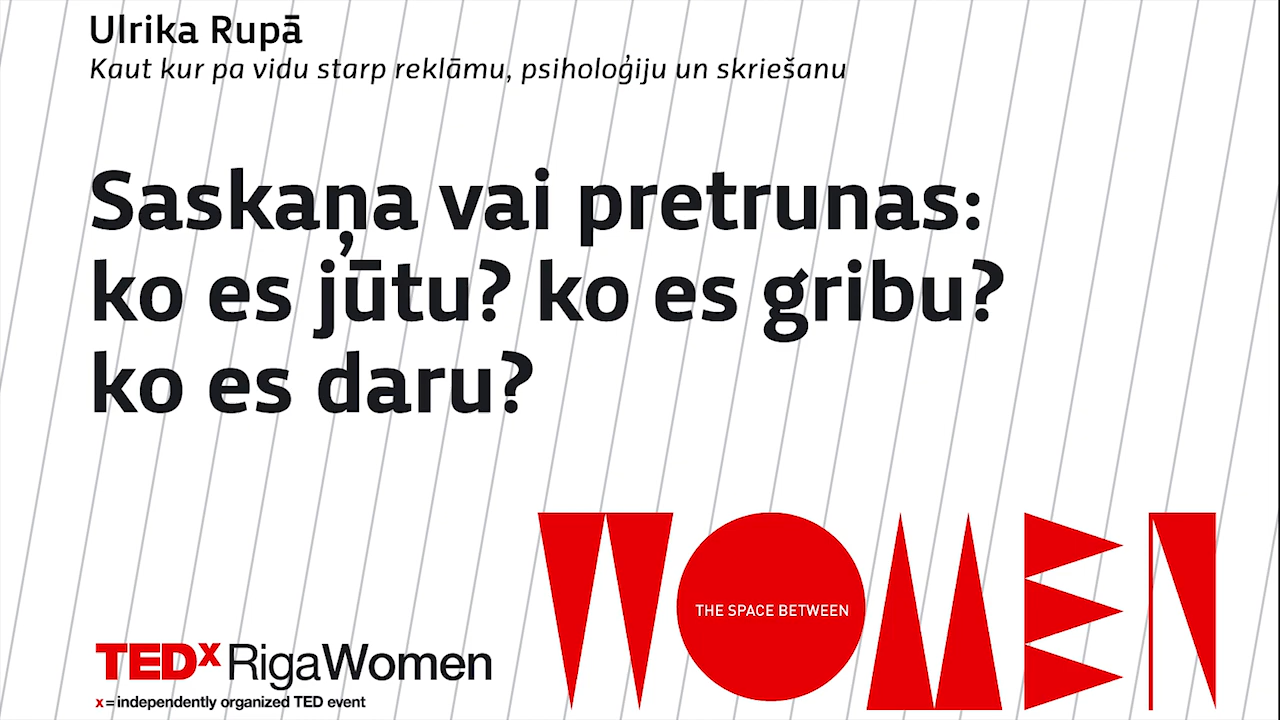 Ulrika Rupā
Kaut kur pa vidu starp reklāmu, psiholoģiju un skriešanu
Saskaņa vai pretrunas:
ko es jūtu? ko es gribu?
ko es daru?
WOMEN
THE SPACE BETWEEN
TEDxRigaWomen
x=independently organized TED event